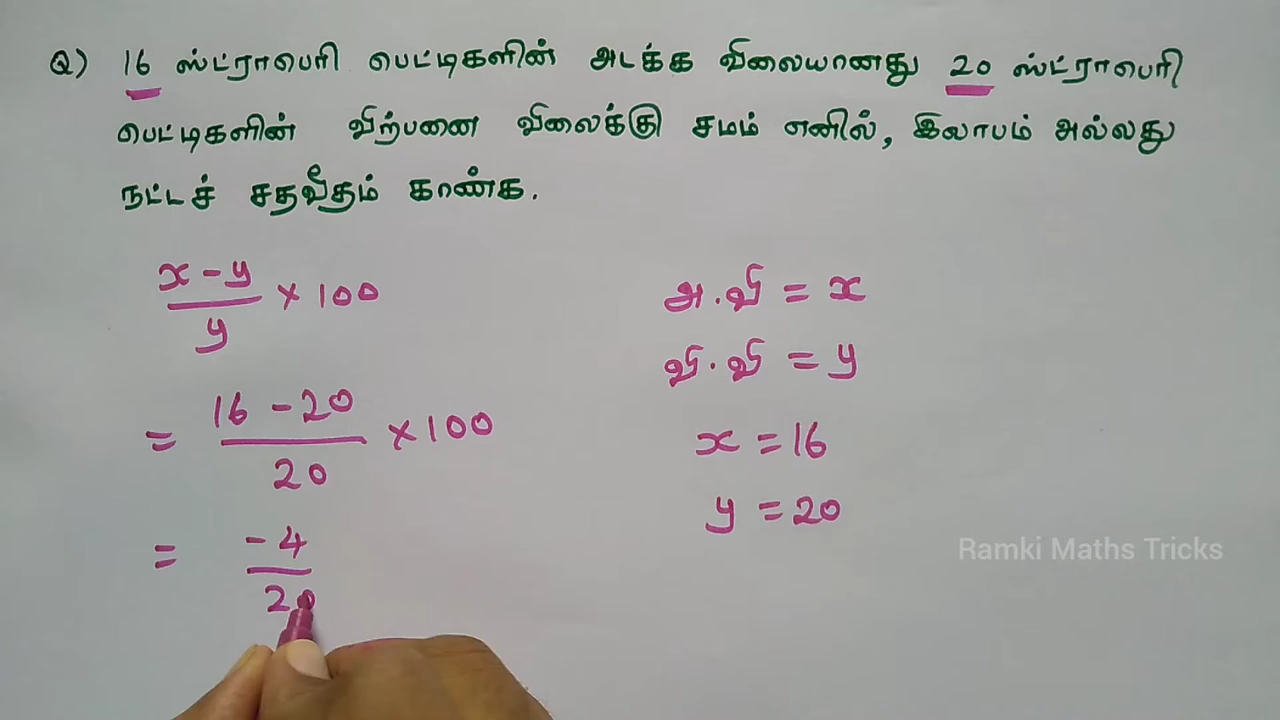 Q) 16 ஸ்ட்ராபெரி பெட்டிகளின் அடக்க விலையானது 20 ஸ்ட்ராபெரி
பெட்டிகளின் விற்பனை விலைக்கு சமம் எனில், இலாபம் அல்லது
நட்டச் சதவீதம் காண்க.
x - y
y
× 100
= 16 - 20
20
× 100
= -4
20
அ.வி = x
வி.வி = y
x = 16
y = 20
Ramki Maths Tricks